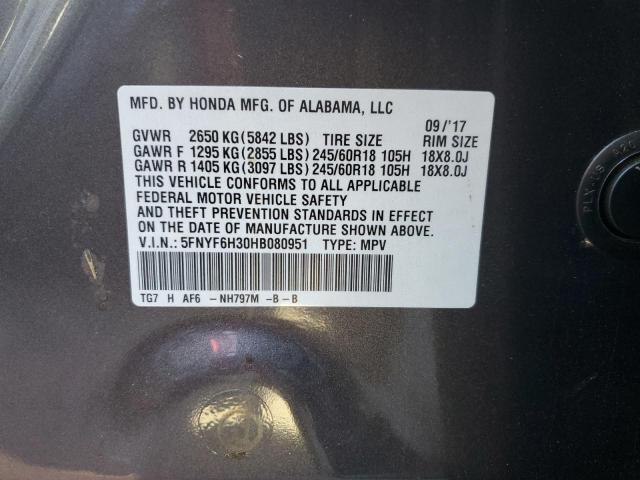 MFD. BY HONDA MFG. OF ALABAMA, LLC
09/'17
GVWR 2650 KG(5842 LBS) TIRE SIZE RIM SIZE
GAWR F 1295 KG(2855 LBS) 245/60R18 105H 18X8.0J
GAWR R 1405 KG(3097 LBS) 245/60R18 105H 18X8.0J
THIS VEHICLE CONFORMS TO ALL APPLICABLE
FEDERAL MOTOR VEHICLE SAFETY
AND THEFT PREVENTION STANDARDS IN EFFECT
ON THE DATE OF MANUFACTURE SHOWN ABOVE.
V.I.N.: 5FNYF6H30HB080951 TYPE: MPV
TG7 H AF6 -NH797M -B-B